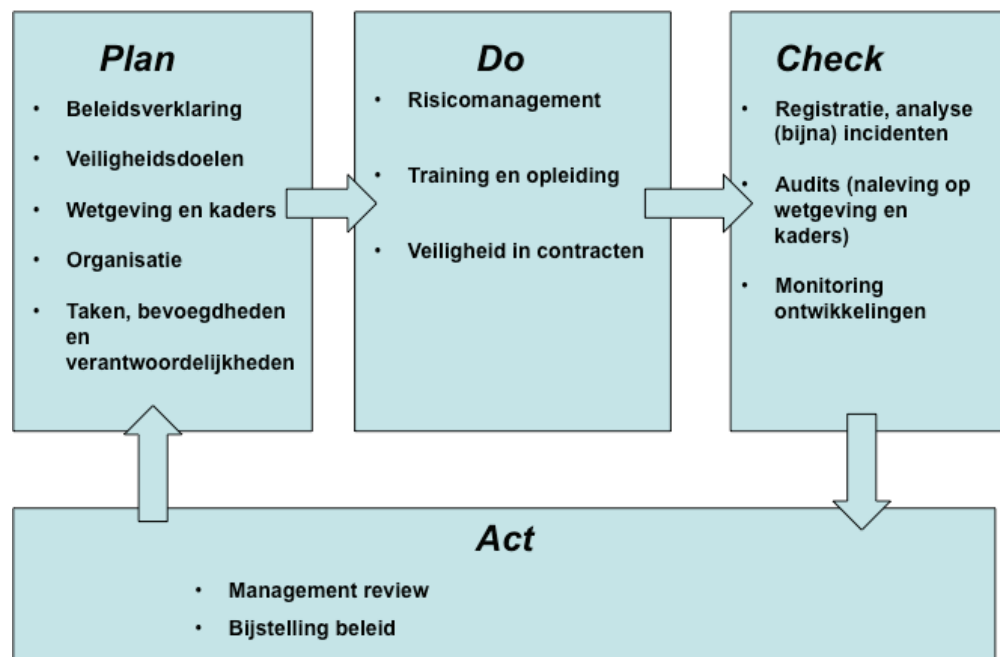 Plan
• Beleidsverklaring
• Veiligheidsdoelen
• Wetgeving en kaders
• Organisatie
• Taken, bevoegdheden
en
verantwoordelijkheden
Do
• Risicomanagement
• Training en opleiding
• Veiligheid in contracten
Check
• Registratie, analyse
(bijna) incidenten
• Audits (naleving op
wetgeving en
kaders)
• Monitoring
ontwikkelingen
Act
• Management review
• Bijstelling beleid